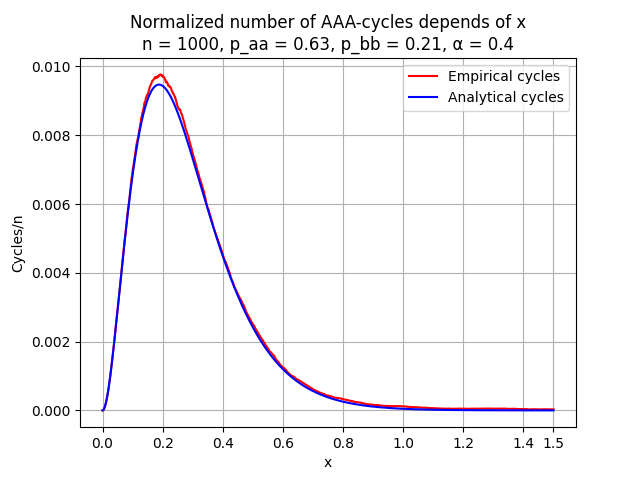 Normalized number of AAA-cycles depends of x
n = 1000, p_aa = 0.63, p_bb = 0.21, α = 0.4
Empirical cycles
Analytical cycles
Cycles/n
0.010
0.008
0.006
0.004
0.002
0.000
0.0 0.2 0.4 0.6 0.8 1.0 1.2 1.4 1.5
x